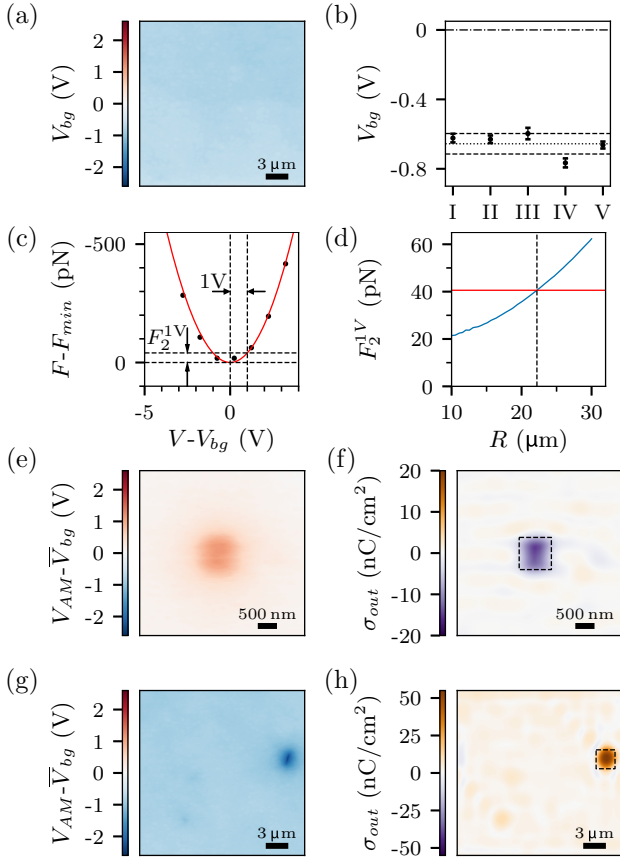 (a)
V_bg (V)
2
1
0
-1
-2
3 μm
(b)
V_bg (V)
0
-0.4
-0.8
I II III IV V
(c)
F-F_min (pN)
-500
0
1V
F_2^1V
-5 0
V-V_bg (V)
(d)
F_2^1V (pN)
60
40
20
0
10 20 30
R (μm)
(e)
V_AM-V̅_bg (V)
2
1
0
-1
-2
500 nm
(f)
σ_out (nC/cm²)
20
10
0
-10
-20
500 nm
(g)
V_AM-V̿_bg (V)
2
1
0
-1
-2
3 μm
(h)
σ_out (nC/cm²)
50
25
0
-25
-50
3 μm